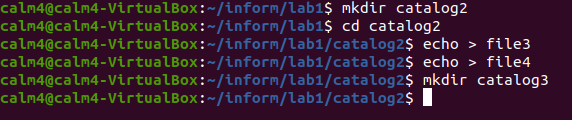 calm4@calm4-VirtualBox:~/inform/lab1$ mkdir catalog2
calm4@calm4-VirtualBox:~/inform/lab1$ cd catalog2
calm4@calm4-VirtualBox:~/inform/lab1/catalog2$ echo > file3
calm4@calm4-VirtualBox:~/inform/lab1/catalog2$ echo > file4
calm4@calm4-VirtualBox:~/inform/lab1/catalog2$ mkdir catalog3
calm4@calm4-VirtualBox:~/inform/lab1/catalog2$